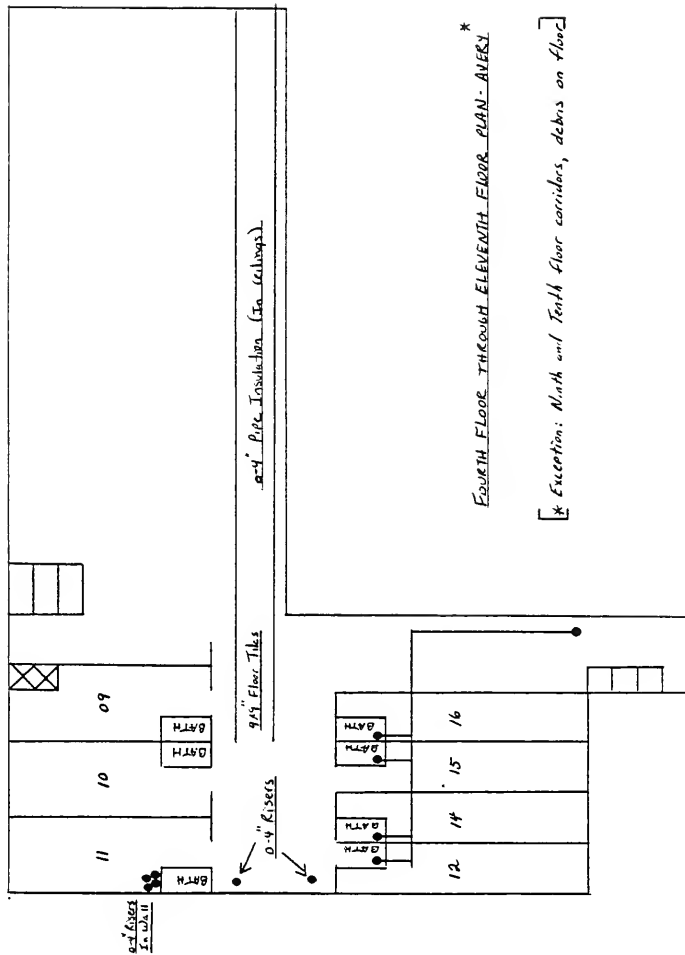 0-4" Risers
In Wall
11
10
09
BATH
BATH
BATH
9x9" Floor Tiles
0-4" Pipe Insulation (In ceilings)
0-4" Risers
BATH
BATH
BATH
BATH
12
14
15
16
FOURTH FLOOR THROUGH ELEVENTH FLOOR PLAN - AVERY*
[* Exception: Ninth and Tenth floor corridors, debris on floor]